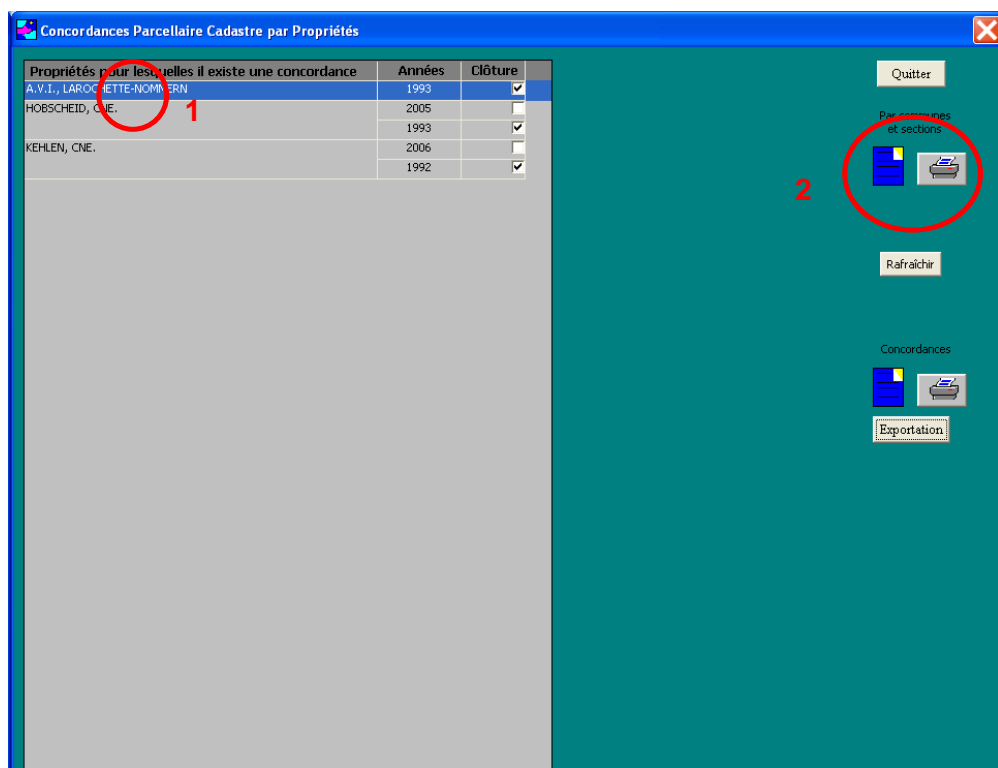 Concordances Parcellaire Cadastre par Propriétés
Propriétés pour lesquelles il existe une concordance Années Clôture
A.V.I., LAROCHETTE-NOMMERN 1993
HOBSCHEID, CNE. 2005
1993
KEHLEN, CNE. 2006
1992
1
2
Quitter
Par communes
et sections
Rafraîchir
Concordances
Exportation